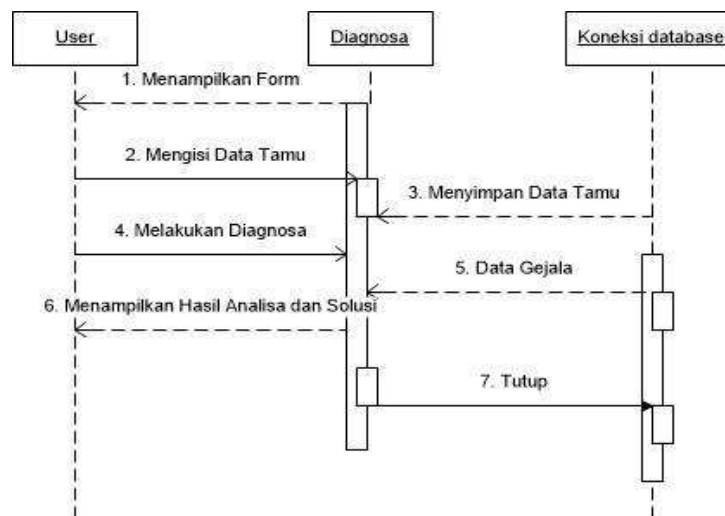 User
Diagnosa
Koneksi database
1. Menampilkan Form
2. Mengisi Data Tamu
3. Menyimpan Data Tamu
4. Melakukan Diagnosa
5. Data Gejala
6. Menampilkan Hasil Analisa dan Solusi
7. Tutup